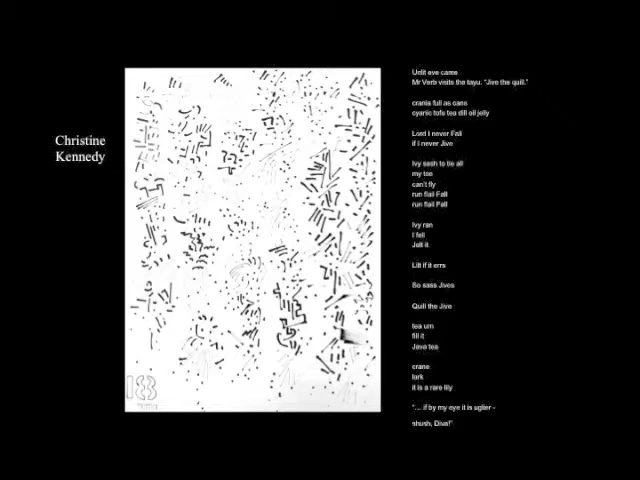 Christine
Kennedy
Unlit eve came
Mr Verb visits the tayu. "Jive the quill."
crania full as cans
cyanic tofu tea dill oil jelly
Lord I never Fall
if I never Jive
Ivy sash to tie all
my toe
can't fly
run flail Fall
run flail Fall
Ivy ran
I fell
Jell it
Lilt if it errs
So sass Jives
Quill the Jive
tea urn
fill it
Java tea
crane
lark
it is a rare lily
"... if by my eye it is uglier -
shush, Diva!"